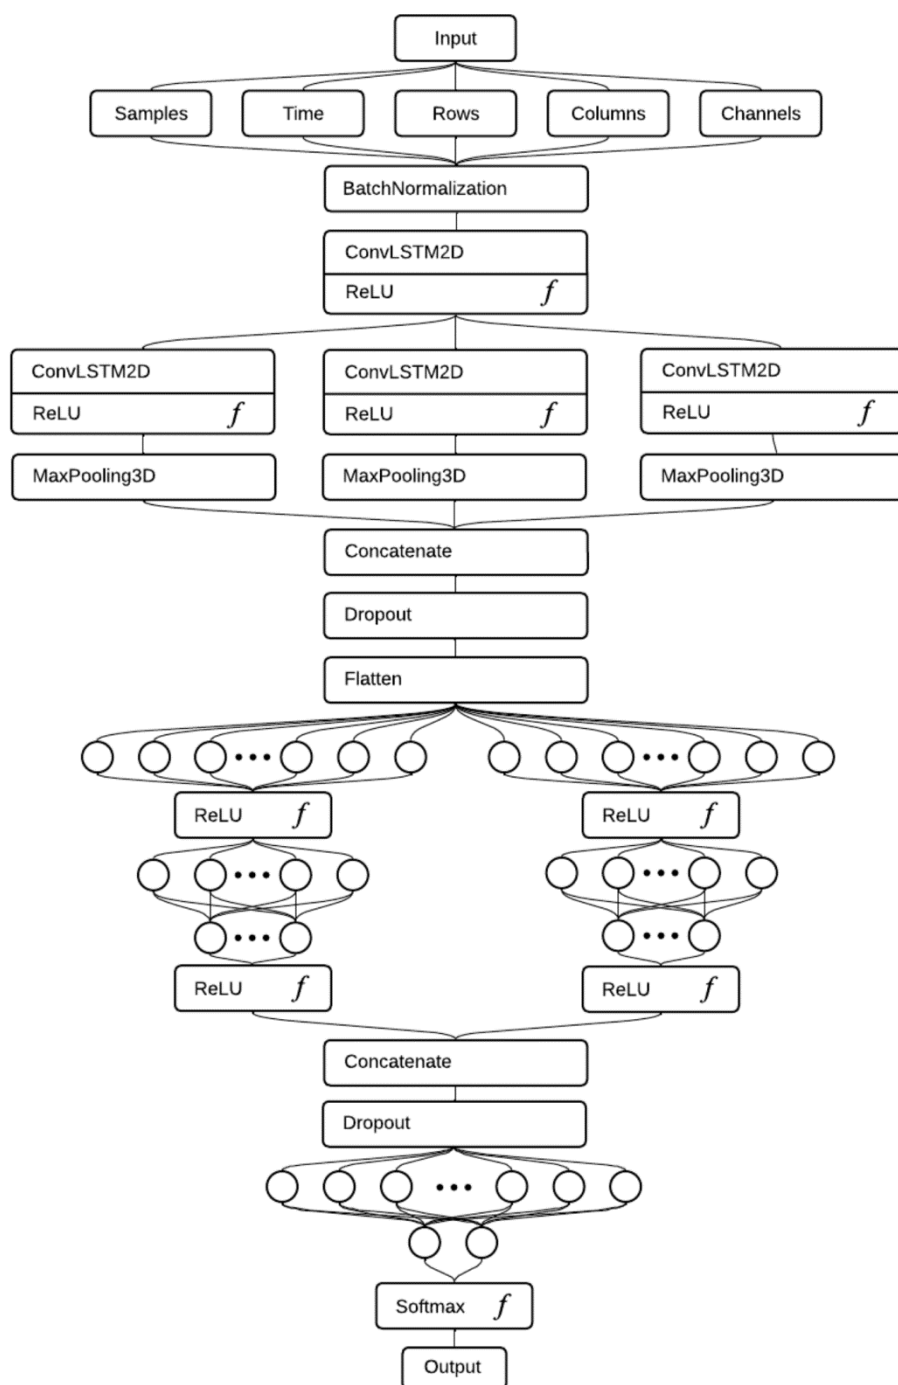 Input
Samples
Time
Rows
Columns
Channels
BatchNormalization
ConvLSTM2D
ReLU f
ConvLSTM2D
ReLU f
ConvLSTM2D
ReLU f
ConvLSTM2D
ReLU f
MaxPooling3D
MaxPooling3D
MaxPooling3D
Concatenate
Dropout
Flatten
ReLU f
ReLU f
ReLU f
ReLU f
Concatenate
Dropout
Softmax f
Output